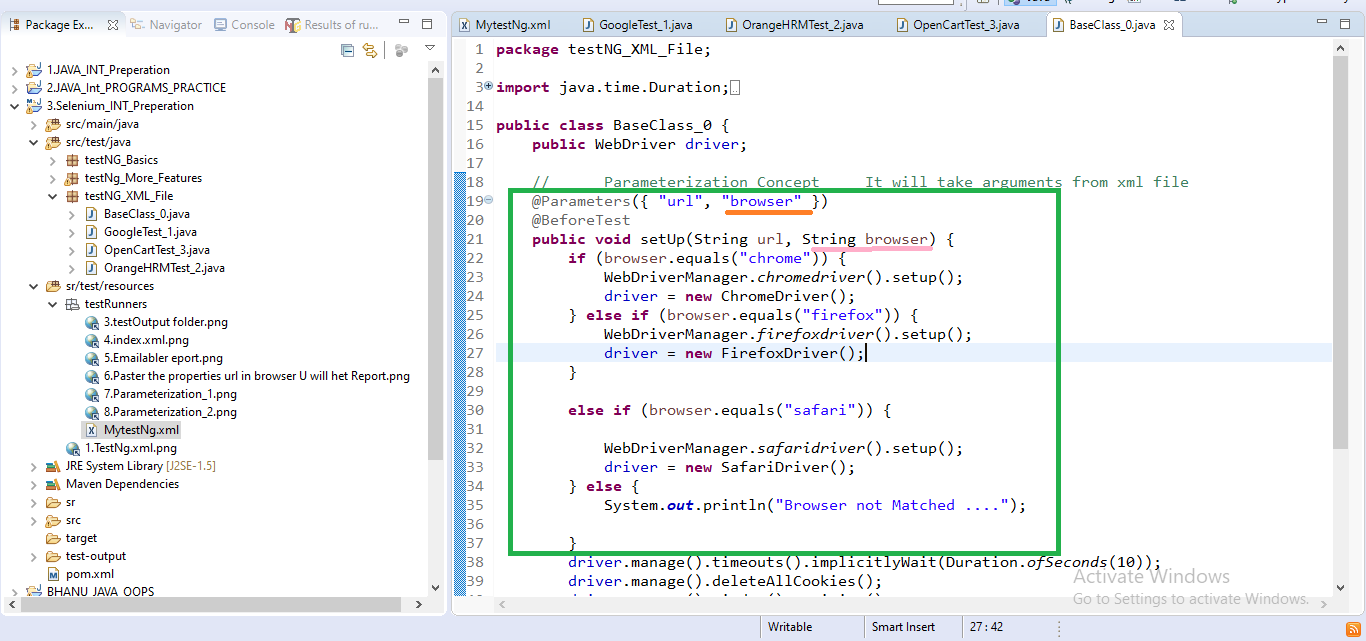 Package Ex...
Navigator
Console
Results of ru...
1.JAVA_INT_Preperation
2.JAVA_Int_PROGRAMS_PRACTICE
3.Selenium_INT_Preperation
src/main/java
src/test/java
testNG_Basics
testNg_More_Features
testNG_XML_File
BaseClass_0.java
GoogleTest_1.java
OpenCartTest_3.java
OrangeHRMTest_2.java
sr/test/resources
testRunners
3.testOutput folder.png
4.index.xml.png
5.Emailabler eport.png
6.Paster the properties url in browser U will het Report.png
7.Parameterization_1.png
8.Parameterization_2.png
MytestNg.xml
1.TestNg.xml.png
JRE System Library [J2SE-1.5]
Maven Dependencies
sr
src
target
test-output
pom.xml
BHANU JAVA OOPS
MytestNg.xml
GoogleTest_1.java
OrangeHRMTest_2.java
OpenCartTest_3.java
BaseClass_0.java
1 package testNG_XML_File;
2
3 import java.time.Duration;
14
15 public class BaseClass_0 {
16 public WebDriver driver;
17
18 // Parameterization Concept It will take arguments from xml file
19 @Parameters({ "url", "browser" })
20 @BeforeTest
21 public void setUp(String url, String browser) {
22 if (browser.equals("chrome")) {
23 WebDriverManager.chromedriver().setup();
24 driver = new ChromeDriver();
25 } else if (browser.equals("firefox")) {
26 WebDriverManager.firefoxdriver().setup();
27 driver = new FirefoxDriver();
28 }
29
30 else if (browser.equals("safari")) {
31
32 WebDriverManager.safaridriver().setup();
33 driver = new SafariDriver();
34 } else {
35 System.out.println("Browser not Matched ....");
36
37 }
38 driver.manage().timeouts().implicitlyWait(Duration.ofSeconds(10));
39 driver.manage().deleteAllCookies();
Activate Windows
Go to Settings to activate Windows.
Writable
Smart Insert
27 : 42